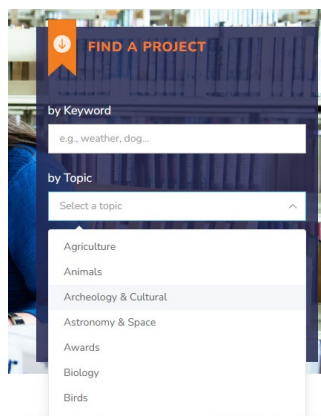 FIND A PROJECT
by Keyword
e.g., weather, dog...
by Topic
Select a topic
Agriculture
Animals
Archeology & Cultural
Astronomy & Space
Awards
Biology
Birds